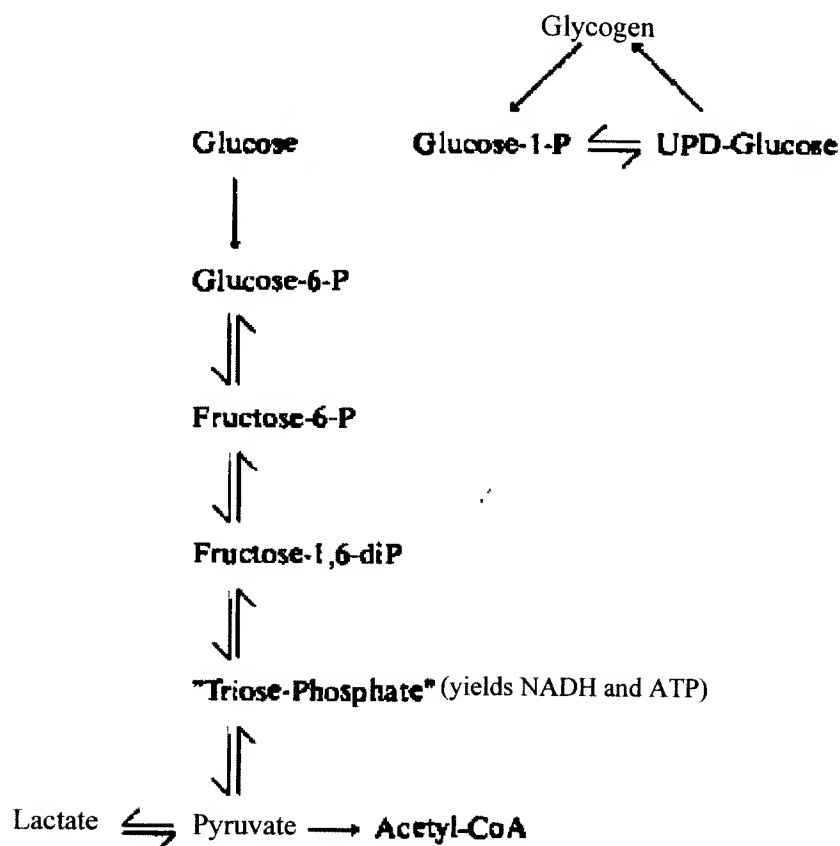 Glycogen
Glucose Glucose-1-P UPD-Glucose
Glucose-6-P
Fructose-6-P
Fructose-1,6-diP
"Triose-Phosphate" (yields NADH and ATP)
Lactate Pyruvate Acetyl-CoA